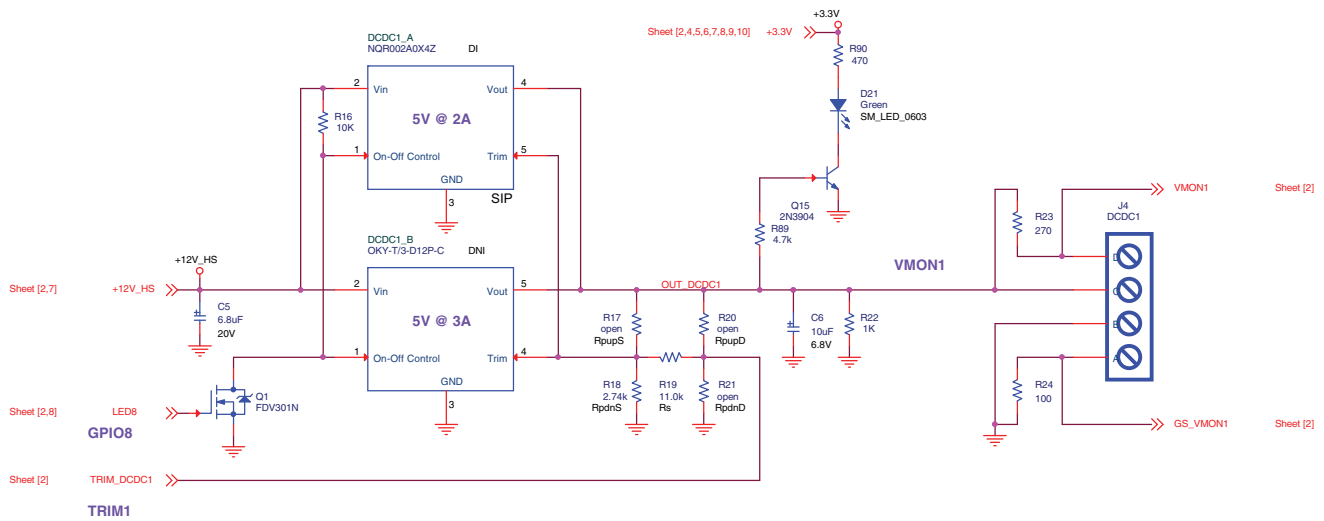 +3.3V
Sheet [2,4,5,6,7,8,9,10] +3.3V
R90
470
D21
Green
SM_LED_0603
Q15
2N3904
R89
4.7k
DCDC1_A
NQR002A0X4Z DI
2 Vin Vout 4
5V @ 2A
1 On-Off Control Trim 5
GND
3
SIP
R16
10K
DCDC1_B
OKY-T/3-D12P-C DNI
2 Vin Vout 5
5V @ 3A
1 On-Off Control Trim 4
GND
3
+12V_HS
Sheet [2,7] +12V_HS
C5
6.8uF
20V
Q1
FDV301N
Sheet [2,8] LED8
GPIO8
Sheet [2] TRIM_DCDC1
TRIM1
OUT_DCDC1
R17
open
RpupS
R20
open
RpupD
R18
2.74k
RpdnS
R19
11.0k
Rs
R21
open
RpdnD
C6
10uF
6.8V
R22
1K
VMON1
R23
270
VMON1 Sheet [2]
J4
DCDC1
D
C
B
A
R24
100
GS_VMON1 Sheet [2]